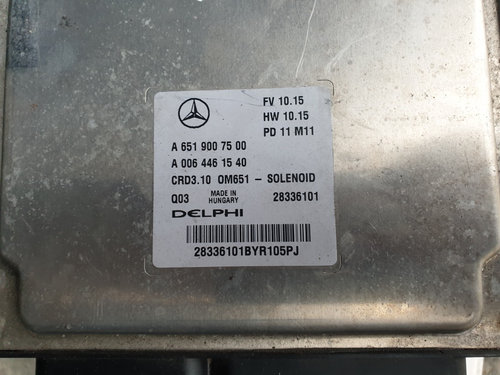 FV 10.15
HW 10.15
PD 11 M11
A 651 900 75 00
A 006 446 15 40
CRD3.10 OM651 - SOLENOID
Q03 MADE IN HUNGARY 28336101
DELPHI
28336101BYR105PJ